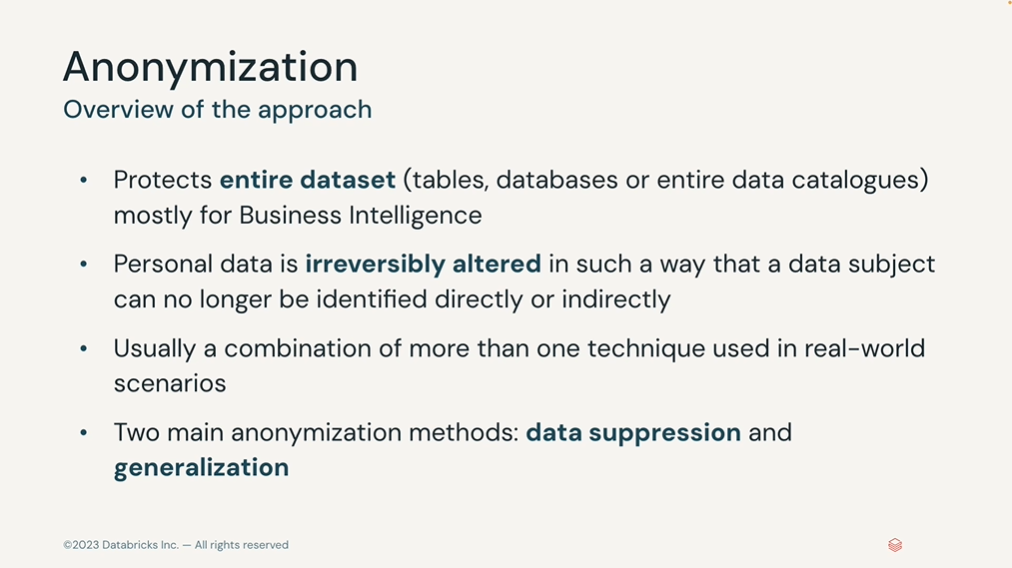 Anonymization
Overview of the approach
• Protects entire dataset (tables, databases or entire data catalogues)
mostly for Business Intelligence
• Personal data is irreversibly altered in such a way that a data subject
can no longer be identified directly or indirectly
• Usually a combination of more than one technique used in real-world
scenarios
• Two main anonymization methods: data suppression and
generalization
©2023 Databricks Inc. — All rights reserved